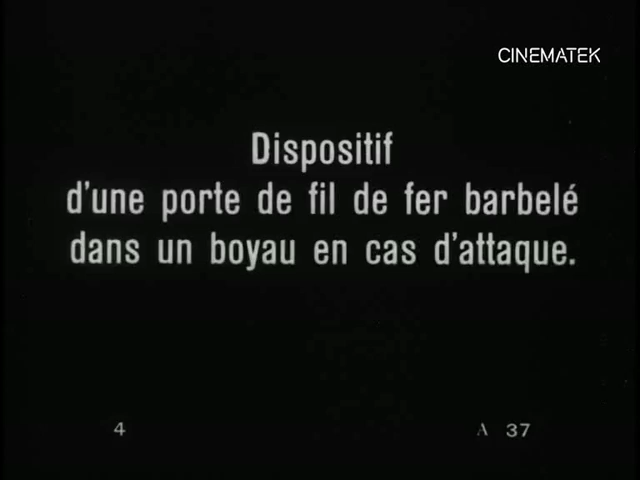 CINEMATEK
Dispositif
d'une porte de fil de fer barbelé
dans un boyau en cas d'attaque.
4 A 37